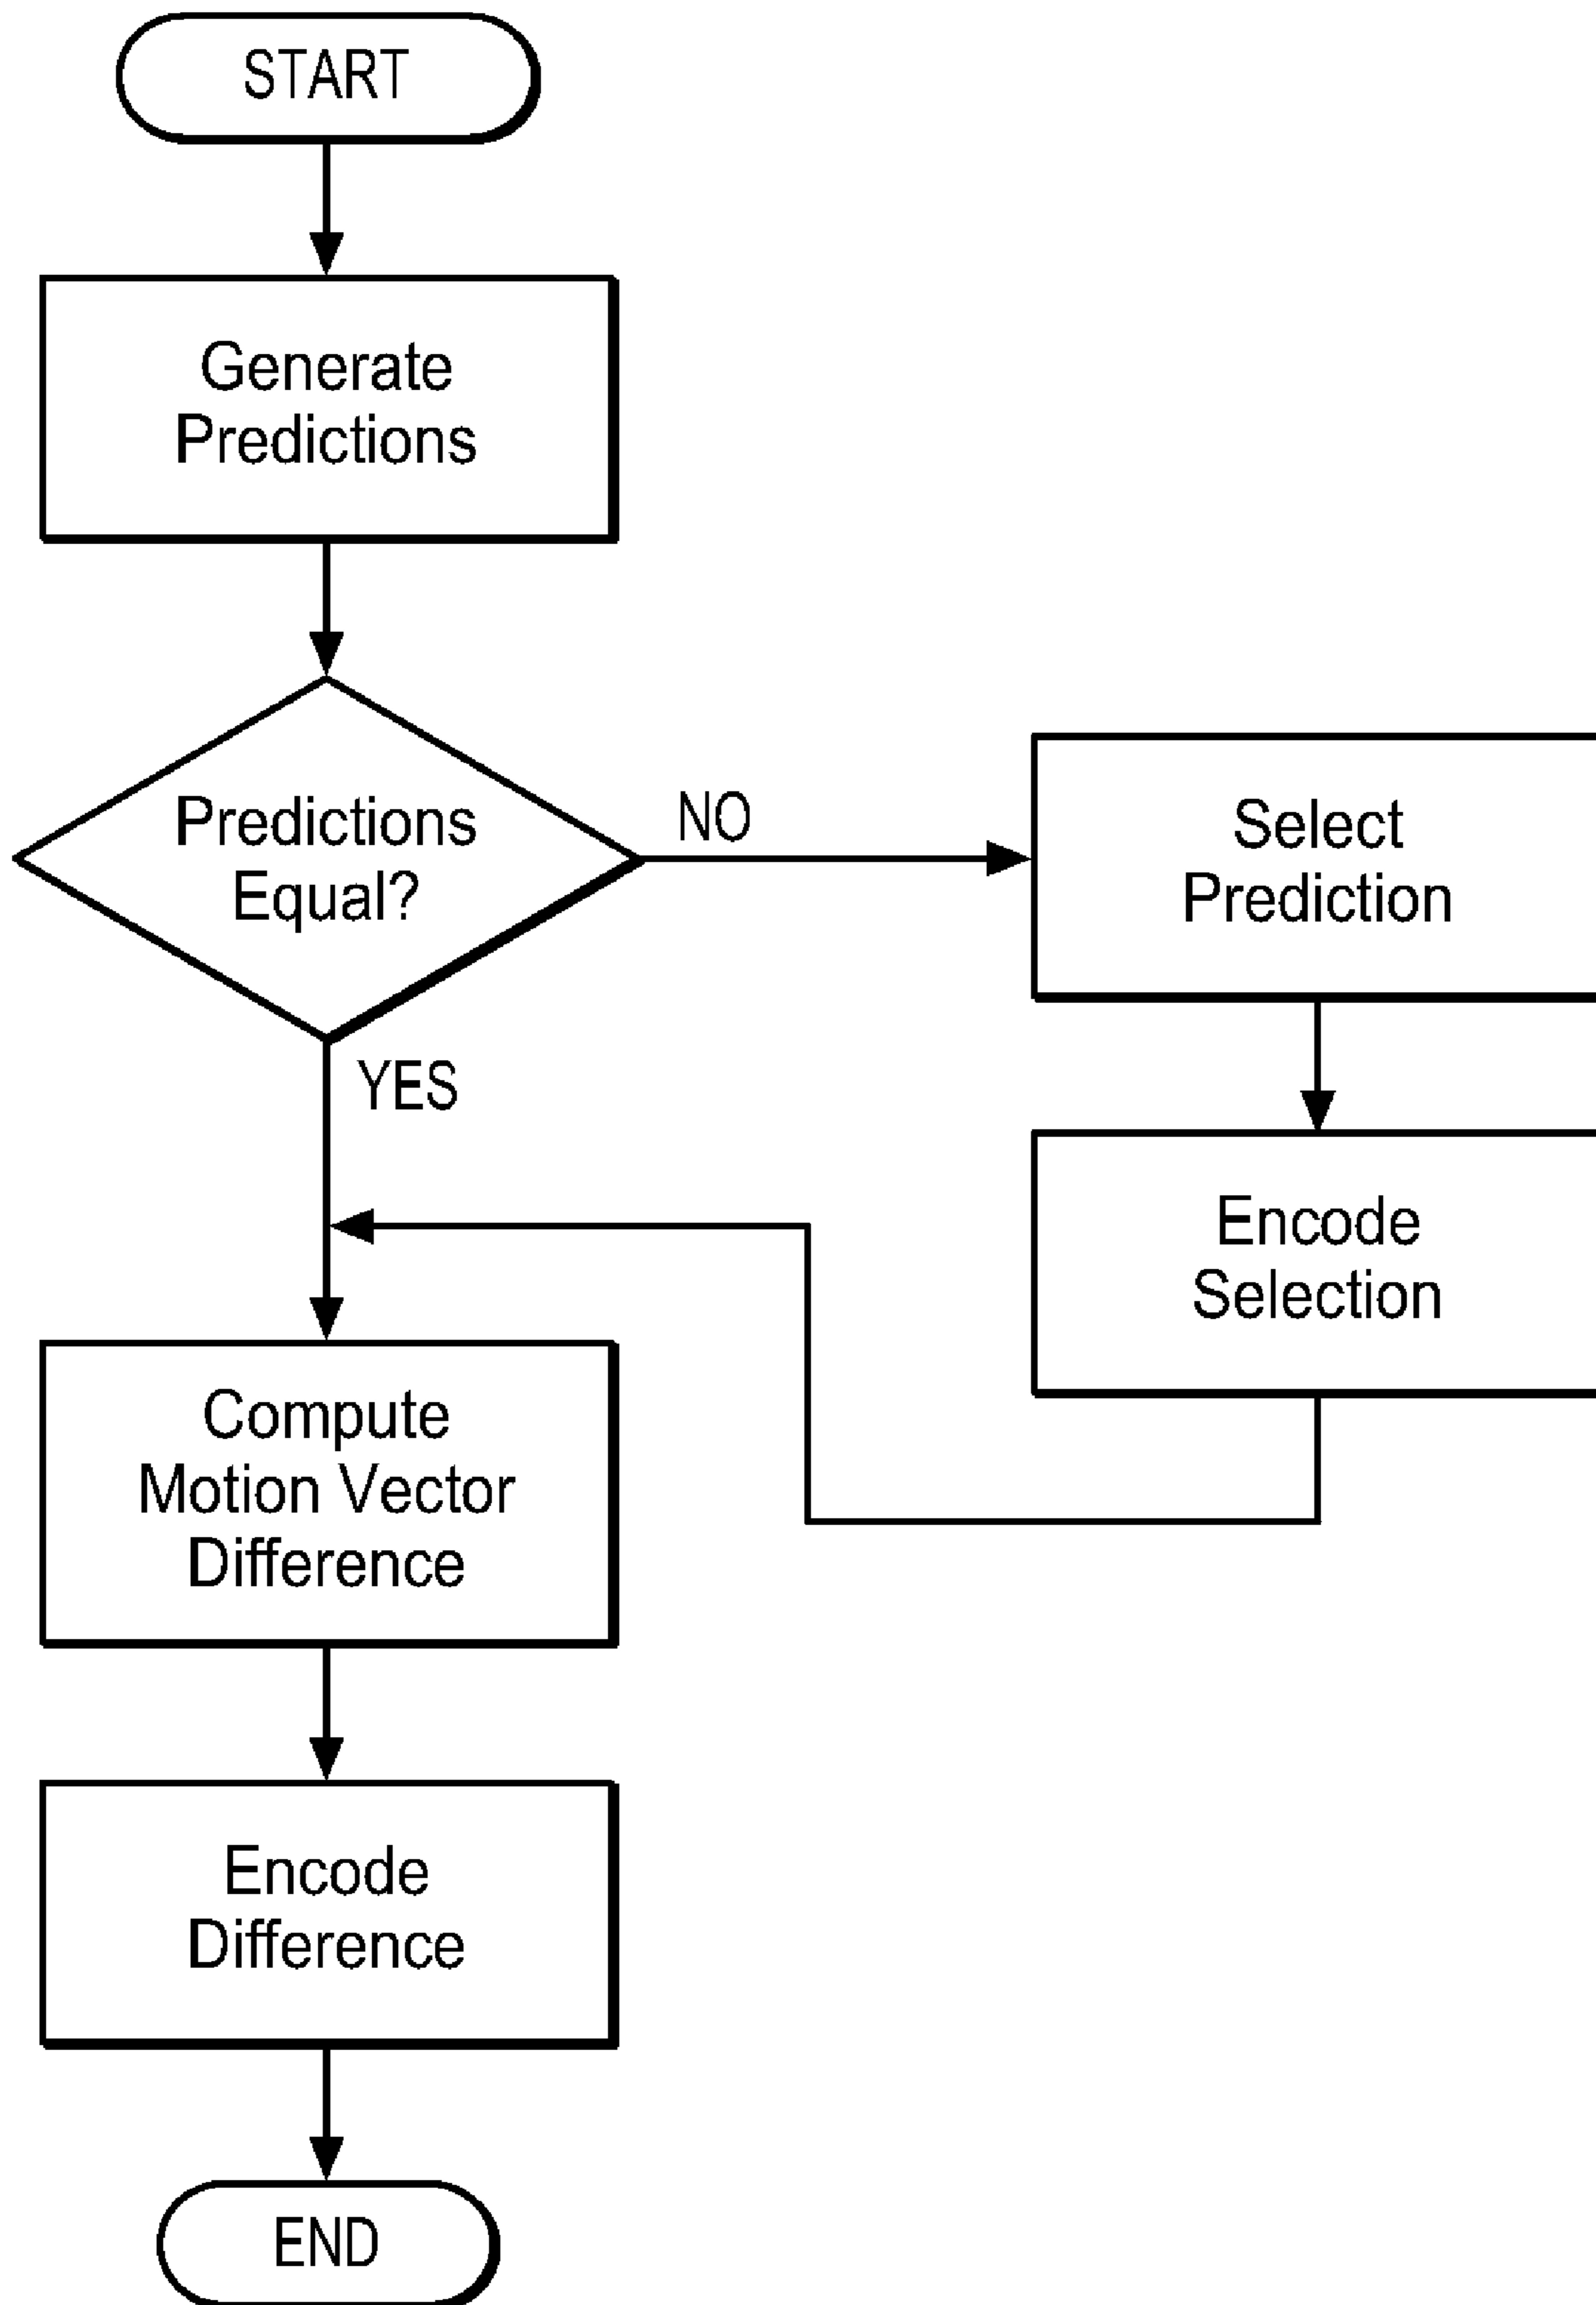 START
Generate
Predictions
Predictions
Equal?
NO
YES
Select
Prediction
Encode
Selection
Compute
Motion Vector
Difference
Encode
Difference
END